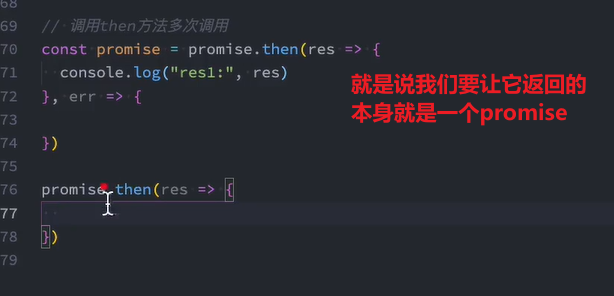 68
69 // 调用then方法多次调用
70 const promise = promise.then(res => {
71 console.log("res1:", res)
72 }, err => {
73
74 })
75
76 promise.then(res => {
77
78 })
79
就是说我们要让它返回的
本身就是一个promise